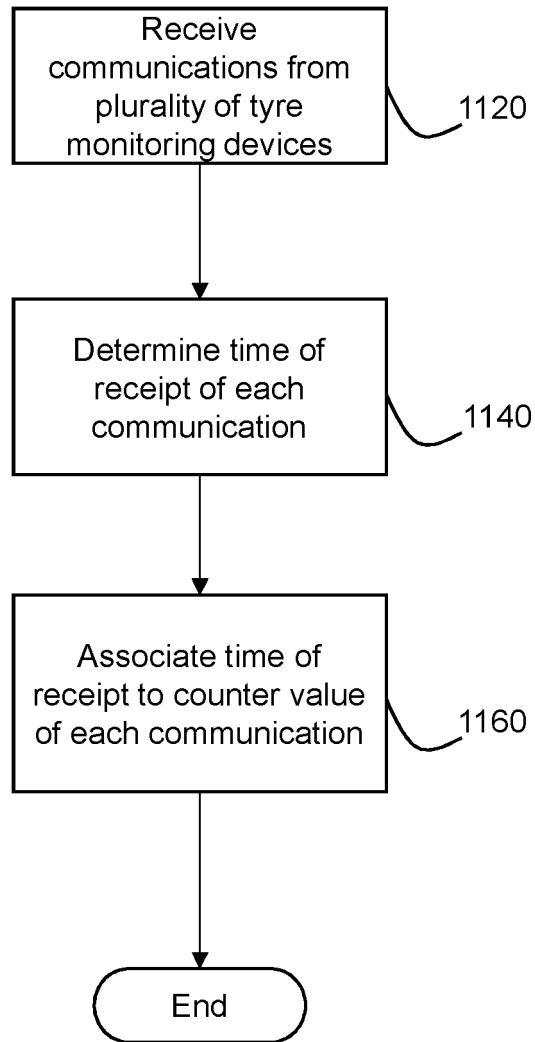 Receive
communications from
plurality of tyre
monitoring devices
1120
Determine time of
receipt of each
communication
1140
Associate time of
receipt to counter value
of each communication
1160
End